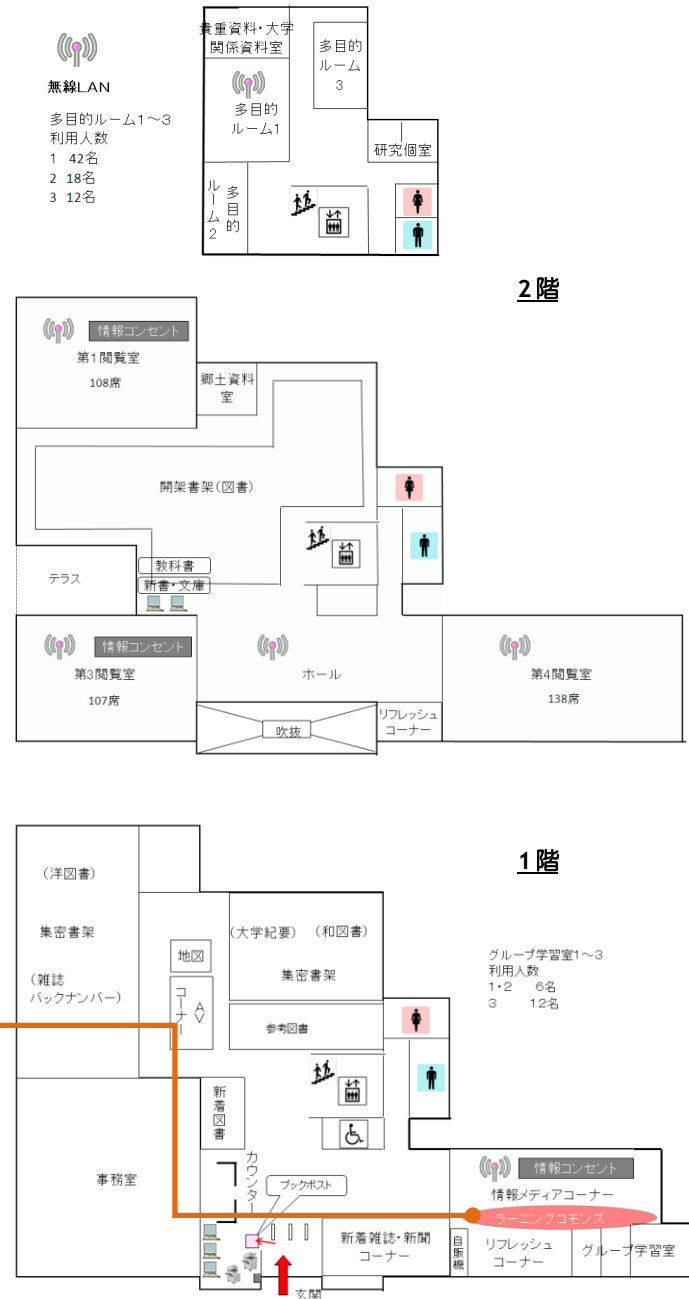 無線LAN
多目的ルーム1～3
利用人数
1 42名
2 18名
3 12名
貴重資料・大学
関係資料室
多目的
ルーム
3
多目的
ルーム1
研究個室
多目的
ルーム2
2階
情報コンセント
第1閲覧室
108席
郷土資料
室
開架書架(図書)
教科書
新書・文庫
テラス
情報コンセント
第3閲覧室
107席
ホール
第4閲覧室
138席
吹抜
リフレッシュ
コーナー
1階
(洋図書)
集密書架
(雑誌
バックナンバー)
地図
AV
コーナー
(大学紀要) (和図書)
集密書架
参考図書
グループ学習室1～3
利用人数
1・2 6名
3 12名
新着図書
事務室
カウンター
ブックポスト
新着雑誌・新聞
コーナー
玄関
情報コンセント
情報メディアコーナー
ラーニングコモンズ
自販機
リフレッシュ
コーナー
グループ学習室